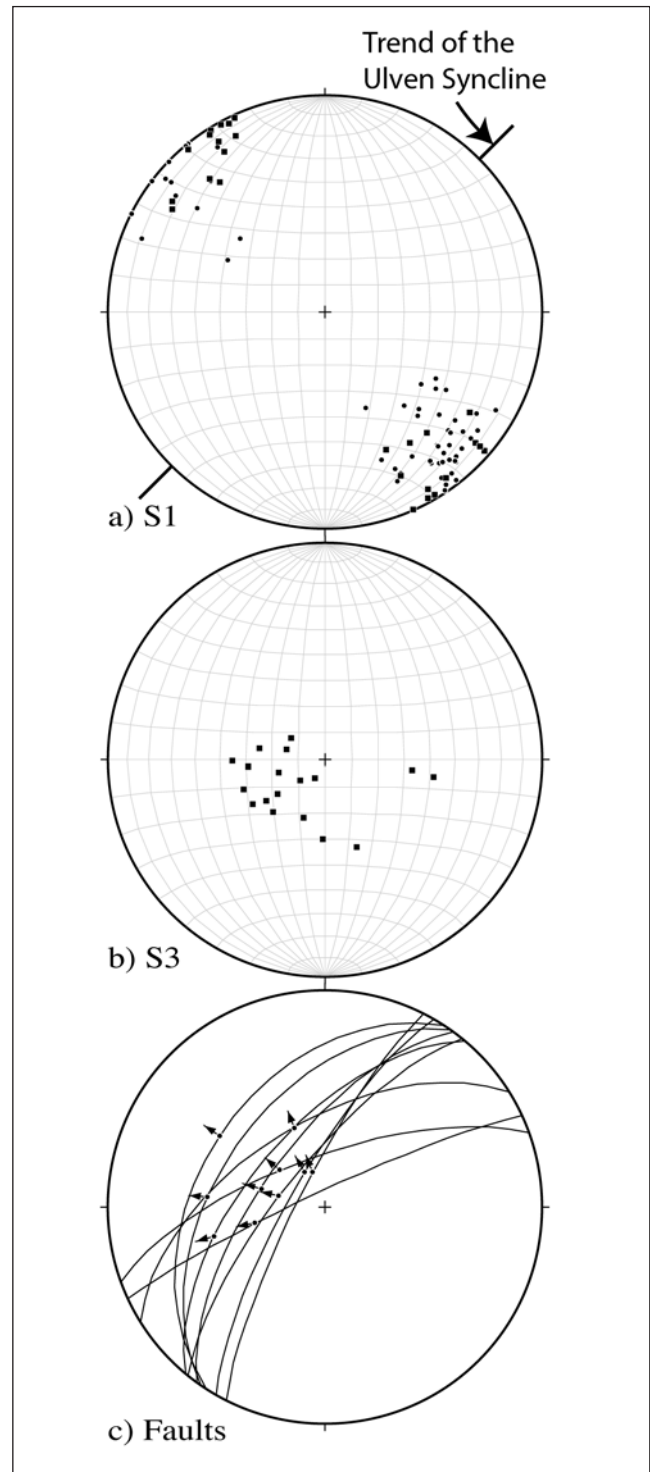 Trend of the
Ulven Syncline
a) S1
b) S3
c) Faults